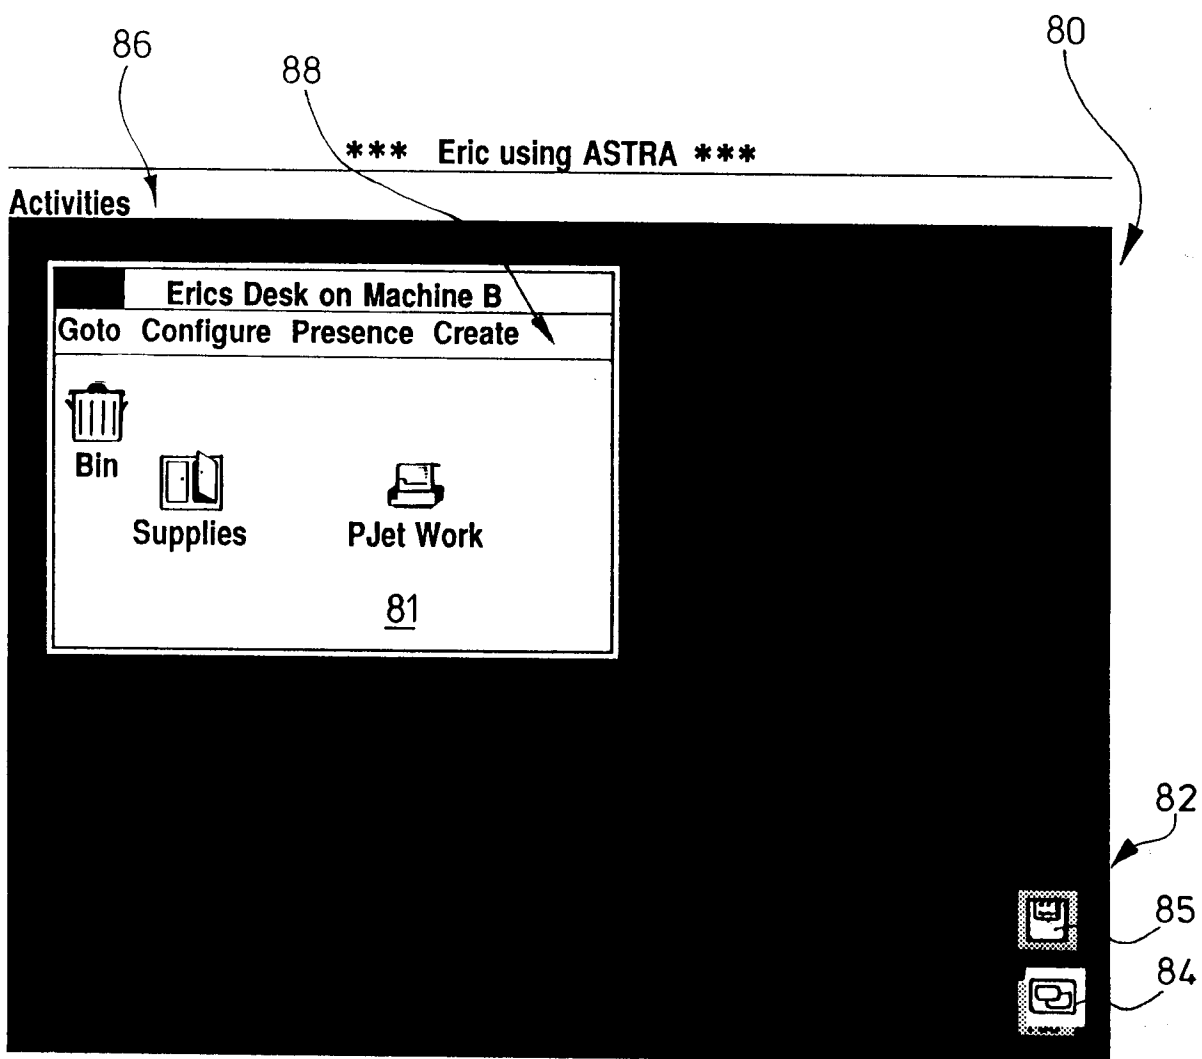 80
86
88
*** Eric using ASTRA ***
Activities
Erics Desk on Machine B
Goto Configure Presence Create
Bin
Supplies
PJet Work
81
82
85
84